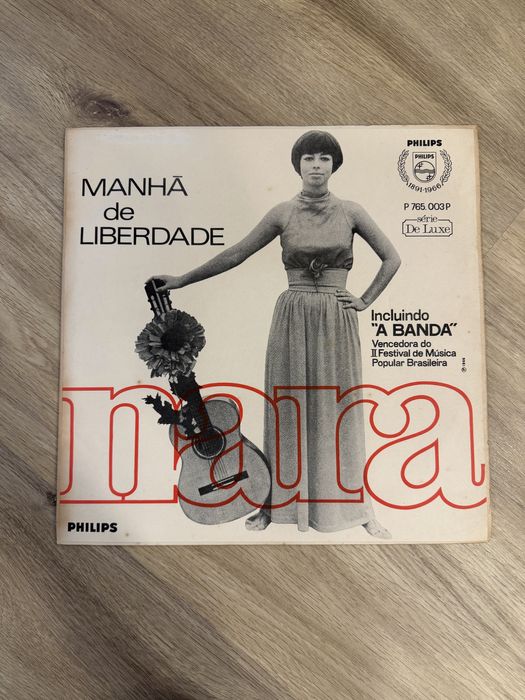 MANHÃ
de
LIBERDADE
PHILIPS
PHILIPS
1891-1966
P 765.003 P
série
De Luxe
Incluindo
"A BANDA"
Vencedora do
II Festival de Música
Popular Brasileira
nara
PHILIPS